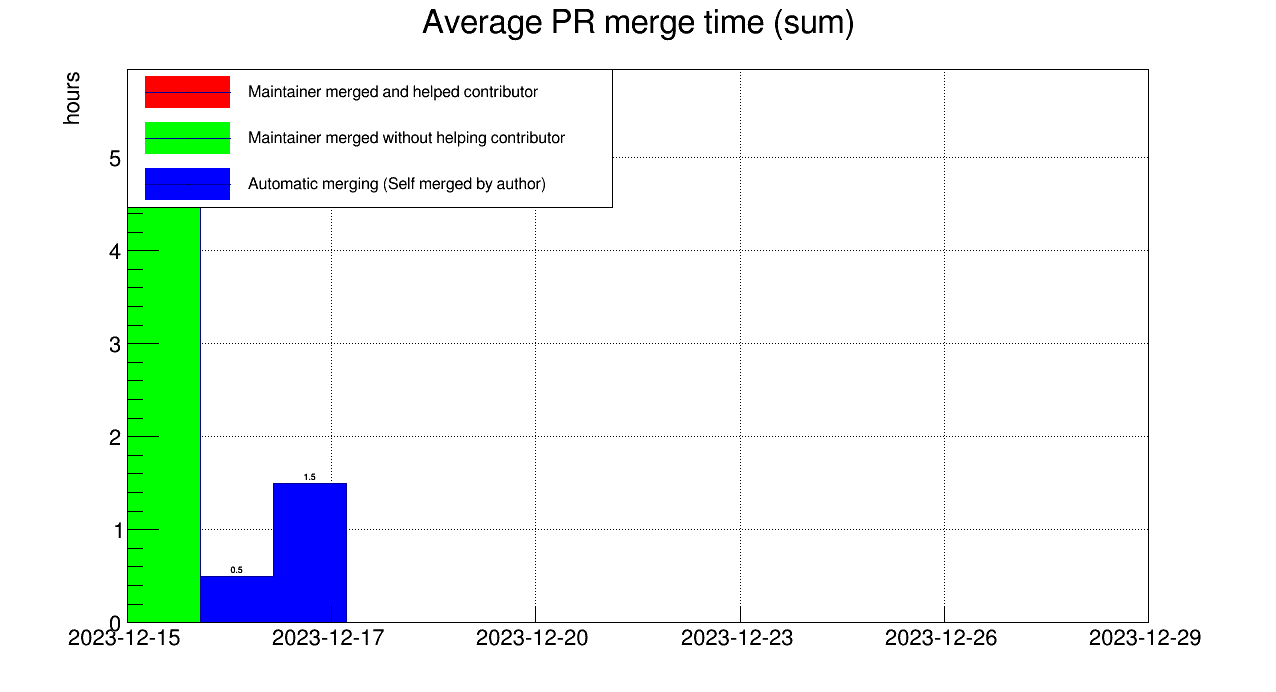 Average PR merge time (sum)
hours
Maintainer merged and helped contributor
Maintainer merged without helping contributor
Automatic merging (Self merged by author)
5
4
3
2
1.5
1
0.5
0
2023-12-15 2023-12-17 2023-12-20 2023-12-23 2023-12-26 2023-12-29